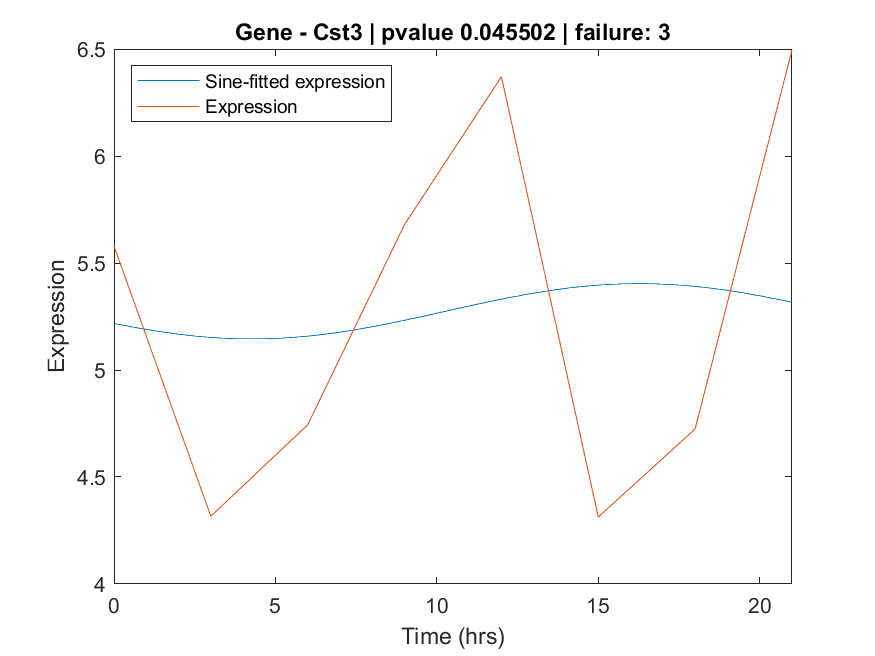 Gene - Cst3 | pvalue 0.045502 | failure: 3
6.5
6
5.5
5
4.5
4
Expression
Sine-fitted expression
Expression
0 5 10 15 20
Time (hrs)